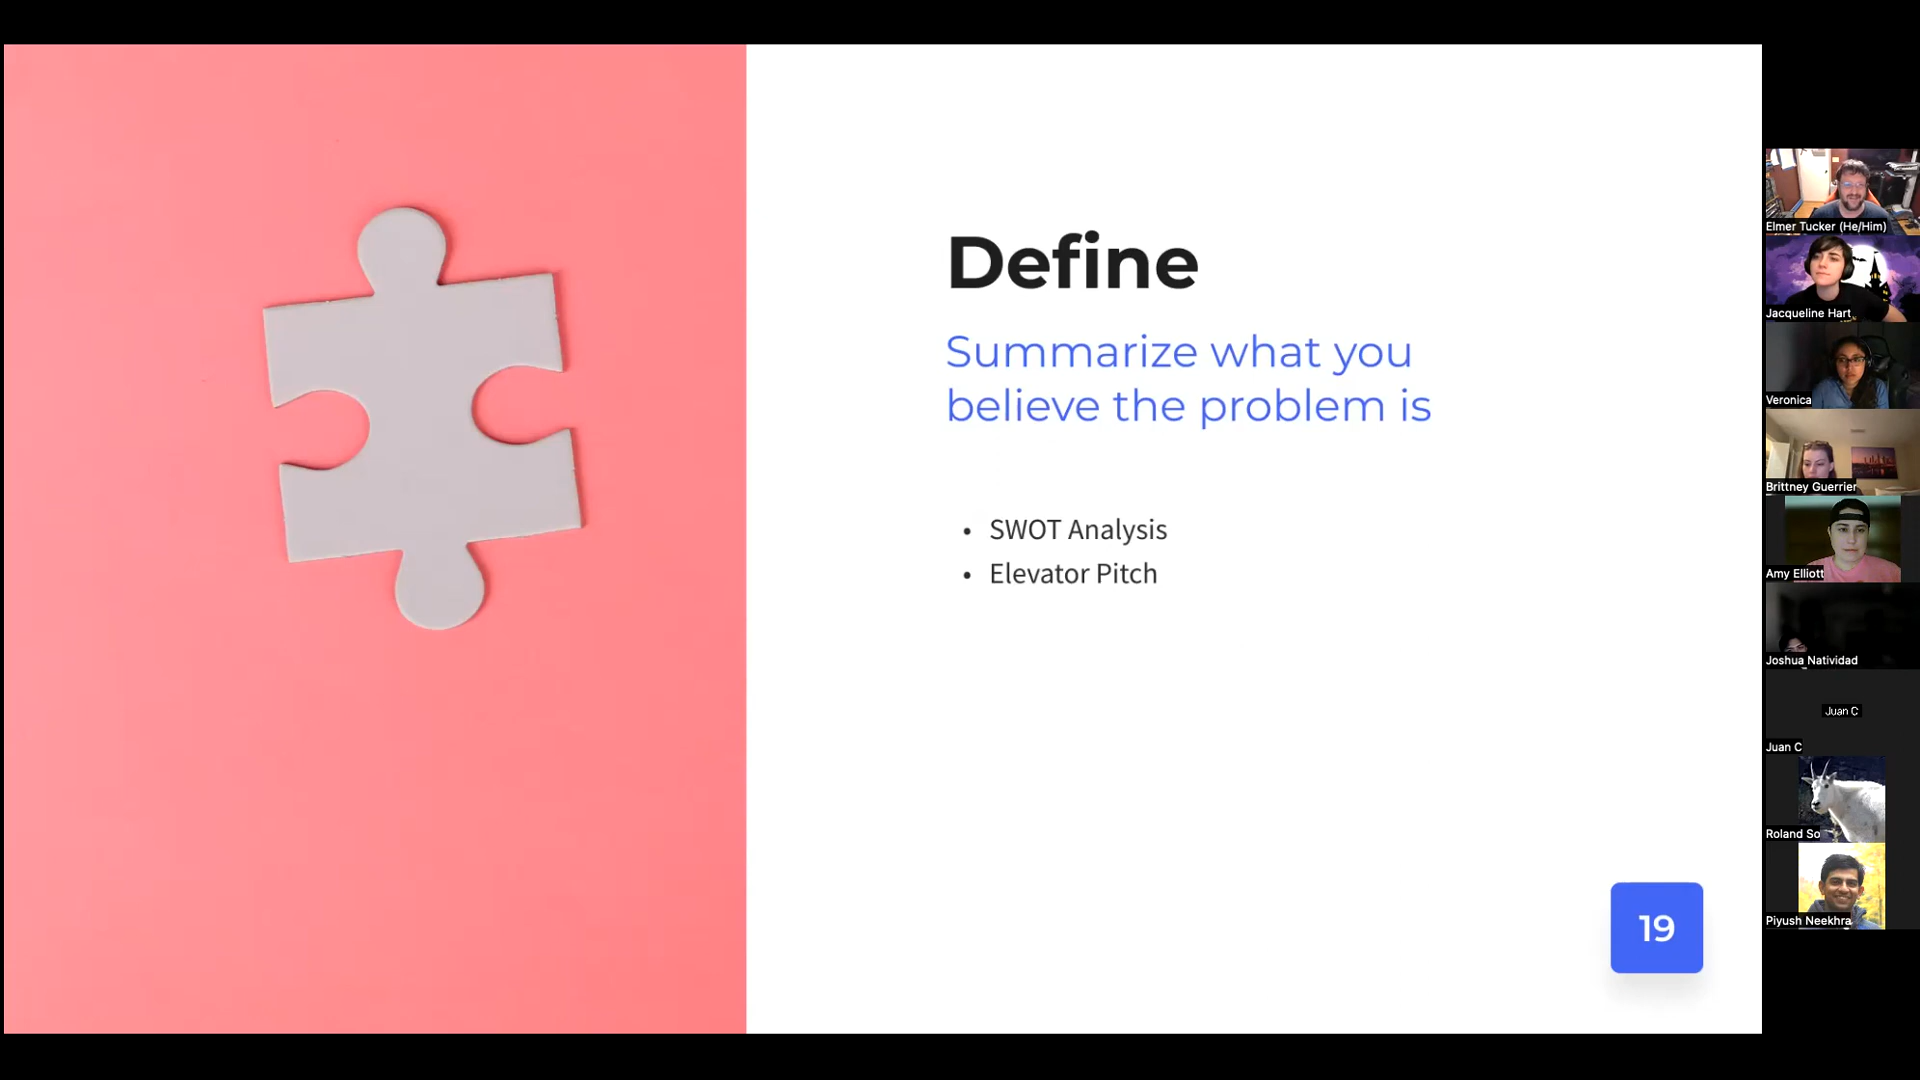 Define
Summarize what you
believe the problem is
• SWOT Analysis
• Elevator Pitch
19
Elmer Tucker (He/Him)
Jacqueline Hart
Veronica
Brittney Guerrier
Amy Elliott
Joshua Natividad
Juan C
Juan C
Roland So
Piyush Neekhra